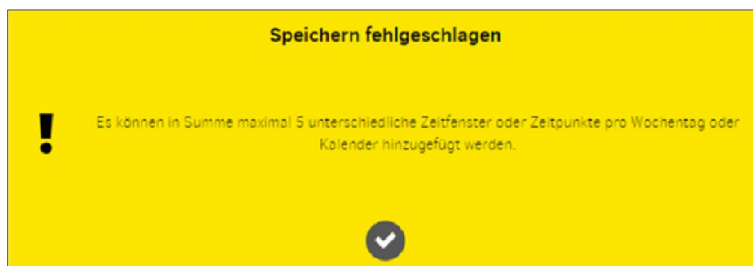 Speichern fehlgeschlagen
!
Es können in Summe maximal 5 unterschiedliche Zeitfenster oder Zeitpunkte pro Wochentag oder
Kalender hinzugefügt werden.